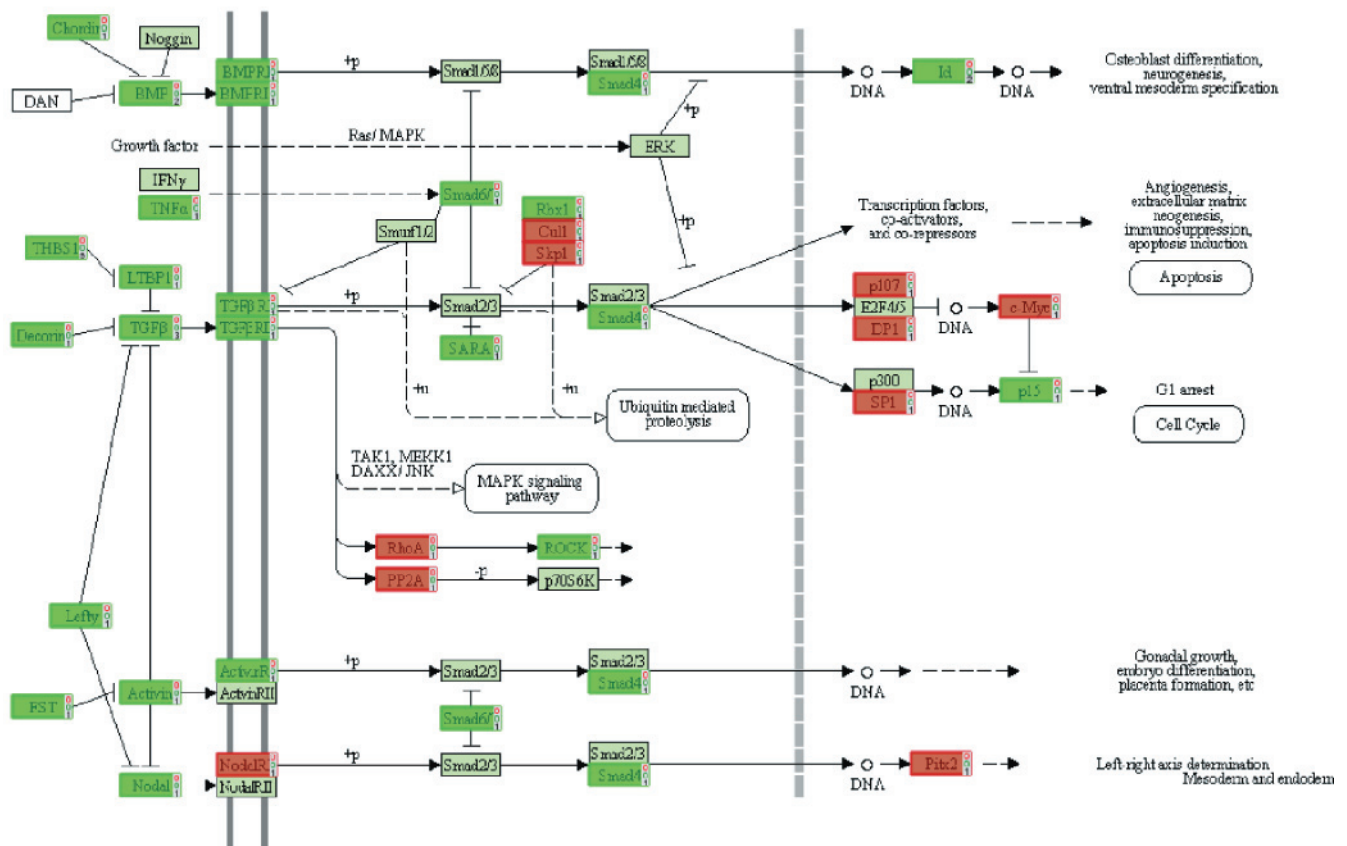 Chordin
Noggin
DAN
BMP
BMPRI
BMPRI
+p
Smad1/5/8
Smad1/5/8
Smad4
DNA
Id
DNA
Osteoblast differentiation,
neurogenesis,
ventral mesoderm specification
Growth factor
Ras/ MAPK
ERK
+p
+p
IFNγ
TNFα
Smad6/7
Rbx1
Cul1
Skp1
Smurf1/2
Transcription factors,
co-activators,
and co-repressors
Angiogenesis,
extracellular matrix
neogenesis,
immunosuppression,
apoptosis induction
Apoptosis
THBS1
LTBP1
Decorin
TGFβ
TGFβRI
TGFβRI
+p
Smad2/3
SARA
Smad2/3
Smad4
p107
E2F4/5
DP1
DNA
c-Myc
p300
SP1
DNA
p15
G1 arrest
Cell Cycle
+u
+u
Ubiquitin mediated
proteolysis
TAK1, MEKK1
DAXX/ JNK
MAPK signaling
pathway
RhoA
ROCK
PP2A
-p
p70S6K
Lefty
FST
Activin
ActivinR
ActivinRII
+p
Smad2/3
Smad2/3
Smad4
DNA
Gonadal growth,
embryo differentiation,
placenta formation, etc
Smad6/7
Nodal
NodalR
NodalRII
+p
Smad2/3
Smad2/3
Smad4
DNA
Pitx2
Left-right axis determination
Mesoderm and endoderm